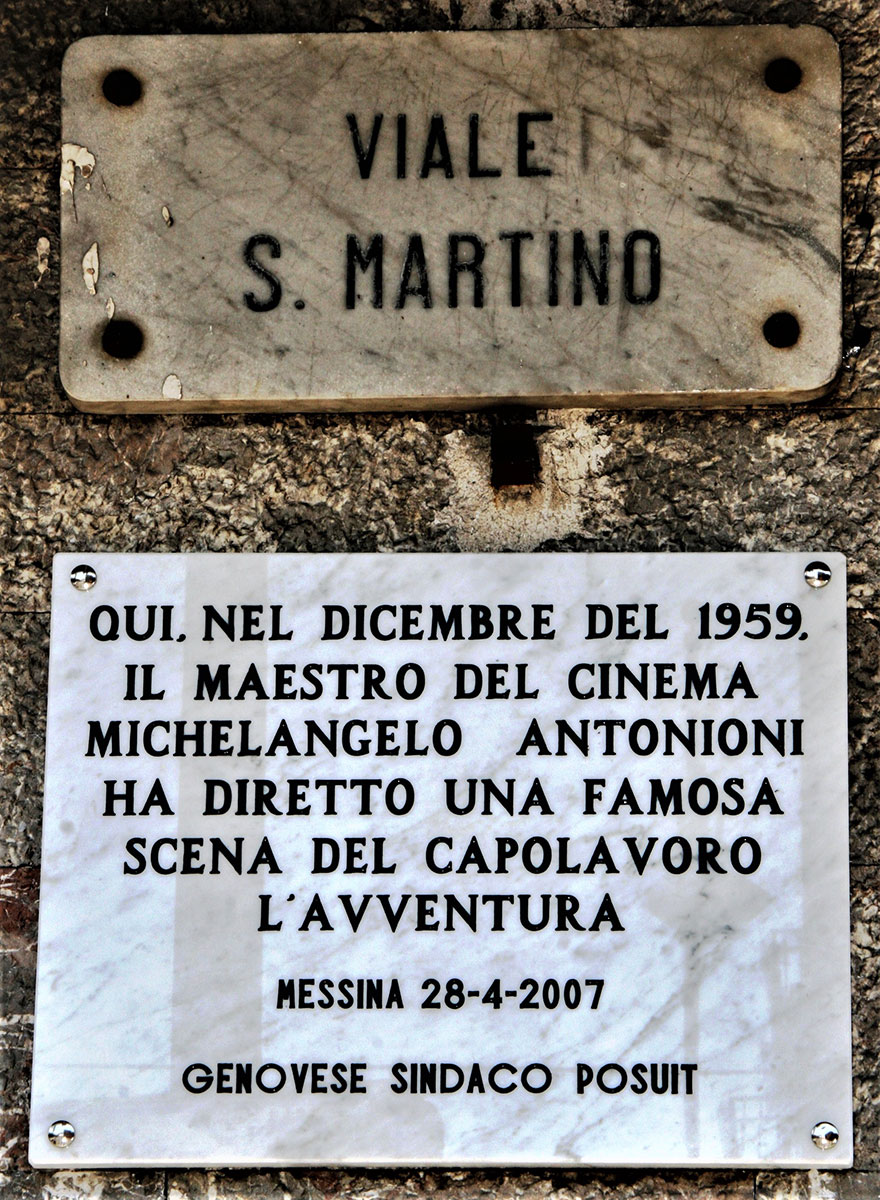 VIALE
S. MARTINO
QUI, NEL DICEMBRE DEL 1959,
IL MAESTRO DEL CINEMA
MICHELANGELO ANTONIONI
HA DIRETTO UNA FAMOSA
SCENA DEL CAPOLAVORO
L'AVVENTURA
MESSINA 28-4-2007
GENOVESE SINDACO POSUIT